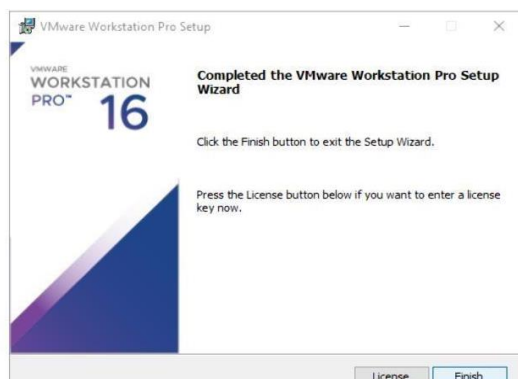 VMware Workstation Pro Setup
VMWARE
WORKSTATION
PRO™ 16
Completed the VMware Workstation Pro Setup
Wizard
Click the Finish button to exit the Setup Wizard.
Press the License button below if you want to enter a license
key now.
License Finish